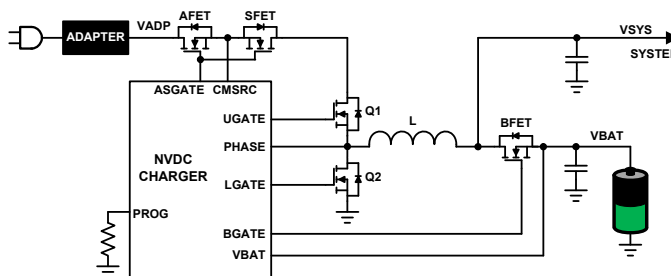 AFET SFET
VADP
ADAPTER
VSYS
SYSTE
ASGATE CMSRC
UGATE
Q1
L
BFET
VBAT
PHASE
NVDC
CHARGER
LGATE
Q2
PROG
BGATE
VBAT